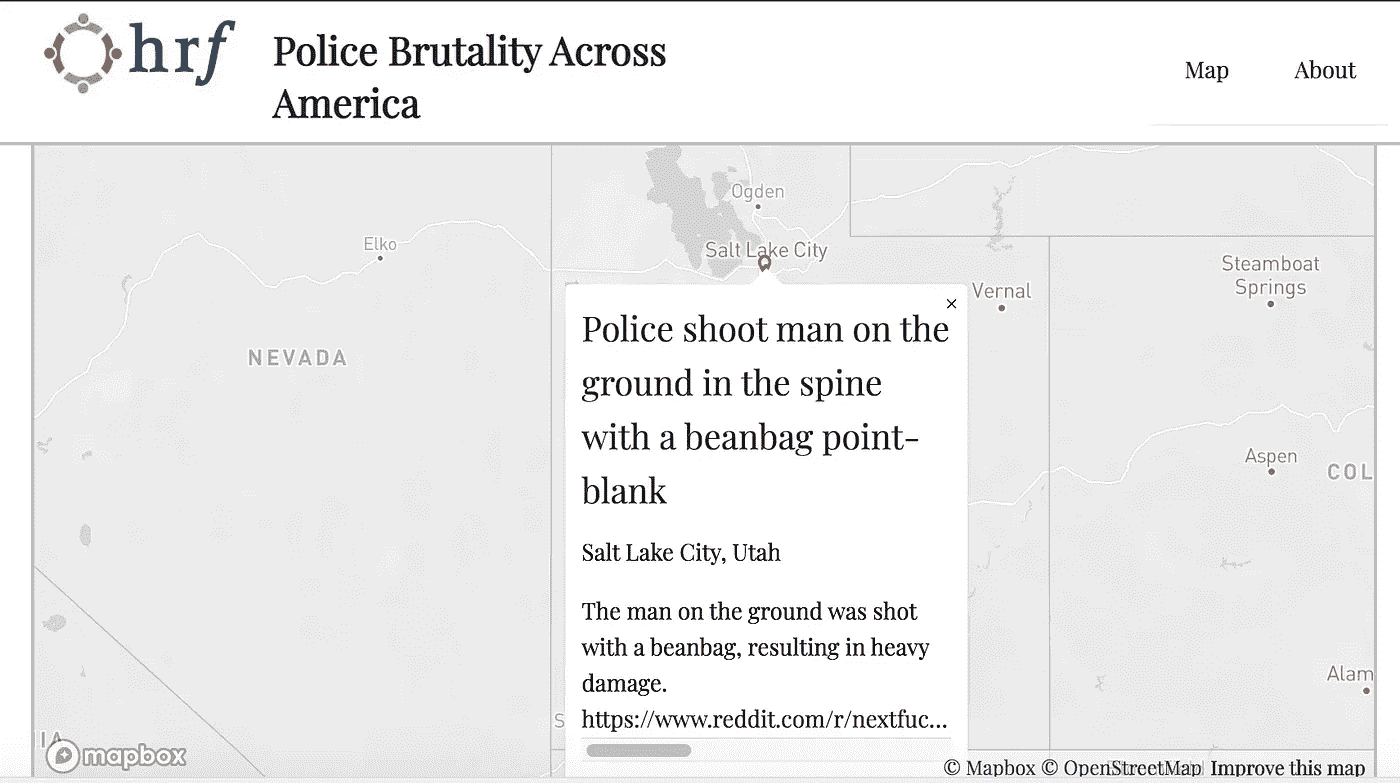 hrf
Police Brutality Across
America
Map
About
Ogden
Elko
Salt Lake City
Steamboat
Springs
Vernal
NEVADA
×
Police shoot man on the
ground in the spine
with a beanbag point-
blank
Aspen
COL
Salt Lake City, Utah
The man on the ground was shot
with a beanbag, resulting in heavy
damage.
https://www.reddit.com/r/nextfuc...
Alam
S
IA
mapbox
© Mapbox © OpenStreetMap Improve this map